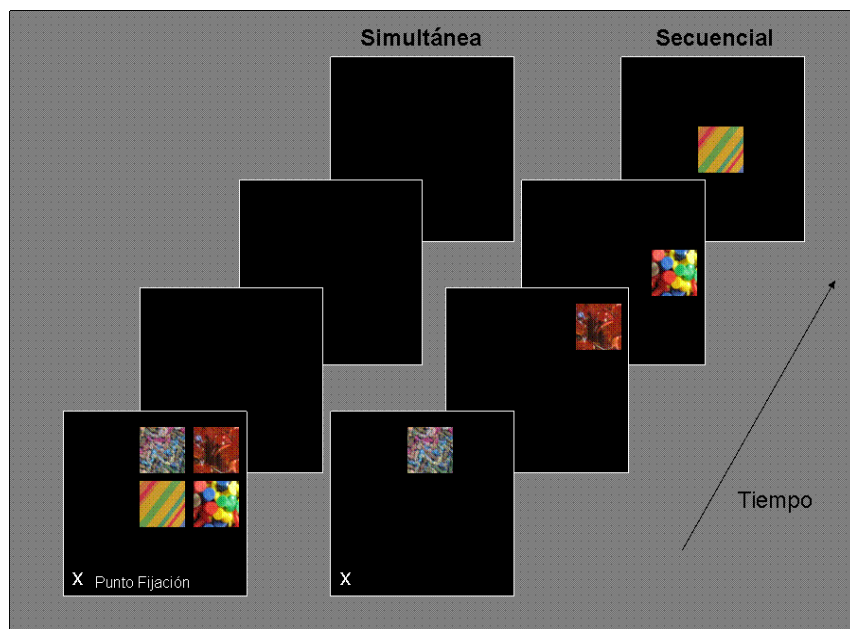 Simultánea
Secuencial
Tiempo
X Punto Fijación
X